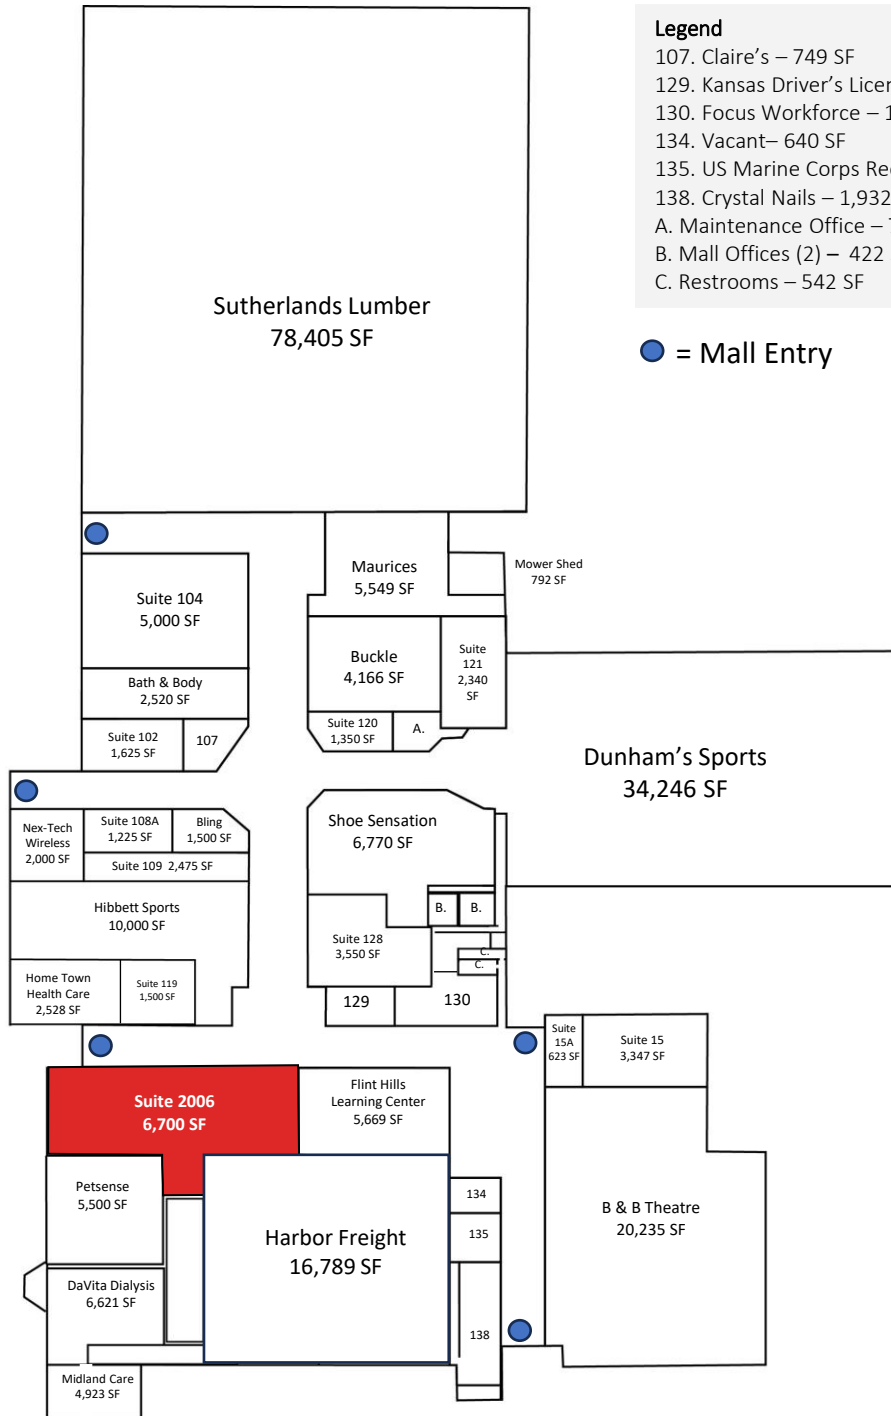 Legend
107. Claire’s – 749 SF
129. Kansas Driver’s
130. Focus Workforce –
134. Vacant– 640 SF
135. US Marine Corps
138. Crystal Nails – 1,932
A. Maintenance Office –
B. Mall Offices (2) – 422
C. Restrooms – 542 SF
= Mall Entry
Sutherlands Lumber
78,405 SF
Maurices
5,549 SF
Mower Shed
792 SF
Suite 104
5,000 SF
Buckle
4,166 SF
Suite
121
2,340
SF
Bath & Body
2,520 SF
Suite 102
1,625 SF
107
Suite 120
1,350 SF
A.
Dunham’s Sports
34,246 SF
Nex-Tech
Wireless
2,000 SF
Suite 108A
1,225 SF
Bling
1,500 SF
Suite 109 2,475 SF
Shoe Sensation
6,770 SF
Hibbett Sports
10,000 SF
B.
B.
Suite 128
3,550 SF
C.
C.
Home Town
Health Care
2,528 SF
Suite 119
1,500 SF
129
130
Suite
15A
623 SF
Suite 15
3,347 SF
Suite 2006
6,700 SF
Flint Hills
Learning Center
5,669 SF
Petsense
5,500 SF
134
135
B & B Theatre
20,235 SF
Harbor Freight
16,789 SF
DaVita Dialysis
6,621 SF
138
Midland Care
4,923 SF